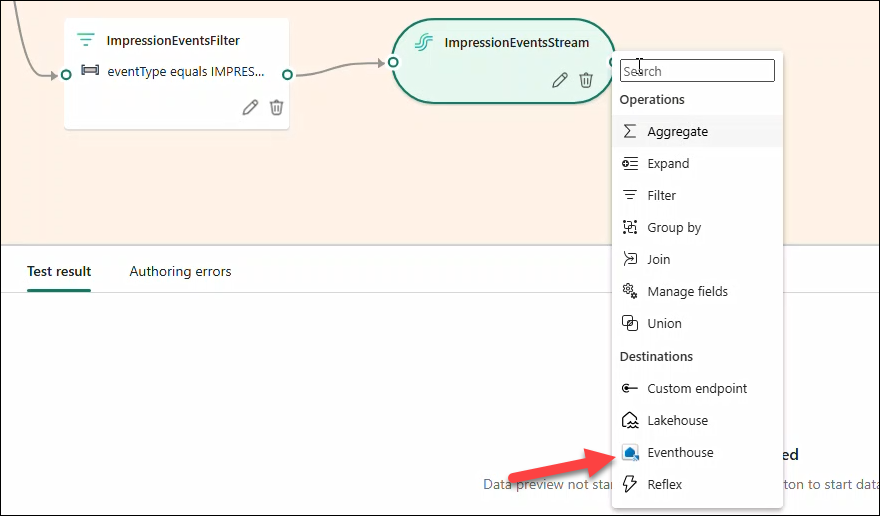 ImpressionEventsFilter
eventType equals IMPRES...
ImpressionEventsStream
Search
Operations
Aggregate
Expand
Filter
Group by
Join
Manage fields
Union
Destinations
Custom endpoint
Lakehouse
Eventhouse
Reflex
Test result
Authoring errors
ed
Data preview not star
ton to start data